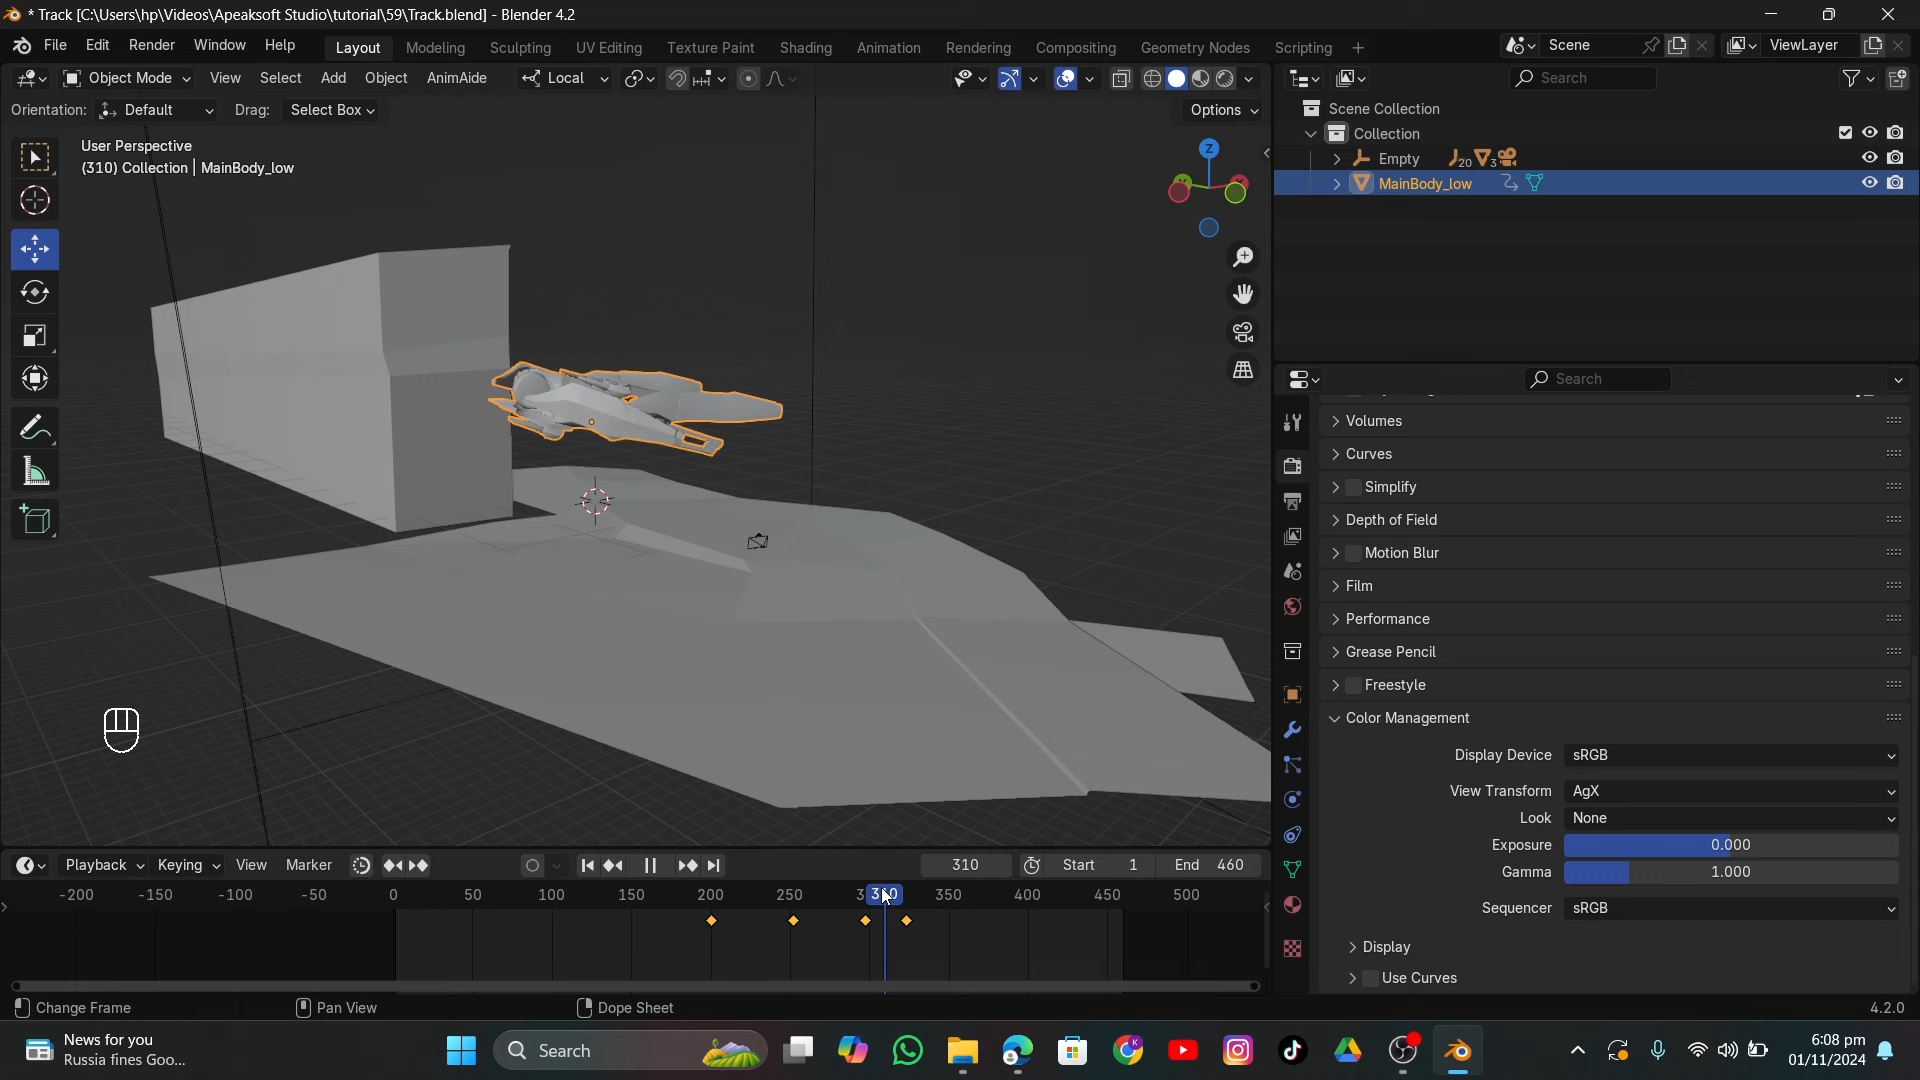 * Track [C:\Users\hp\Videos\Apeaksoft Studio\tutorial\59\Track.blend] - Blender 4.2
File Edit Render Window Help Layout Modeling Sculpting UV Editing Texture Paint Shading Animation Rendering Compositing Geometry Nodes Scripting + Scene ViewLayer
Object Mode View Select Add Object AnimAide Local Search
Orientation: Default Drag: Select Box Options
Scene Collection
Collection
User Perspective
(310) Collection | MainBody_low
Z
Empty 20 3
MainBody_low
Search
Volumes
Curves
Simplify
Depth of Field
Motion Blur
Film
Performance
Grease Pencil
Freestyle
Color Management
Display Device sRGB
View Transform AgX
Look None
Exposure 0.000
Gamma 1.000
Sequencer sRGB
Display
Use Curves
Playback Keying View Marker 310 Start 1 End 460
-200 -150 -100 -50 0 50 100 150 200 250 310 350 400 450 500
Change Frame Pan View Dope Sheet 4.2.0
News for you
Russia fines Goo...
Search
6:08 pm
01/11/2024